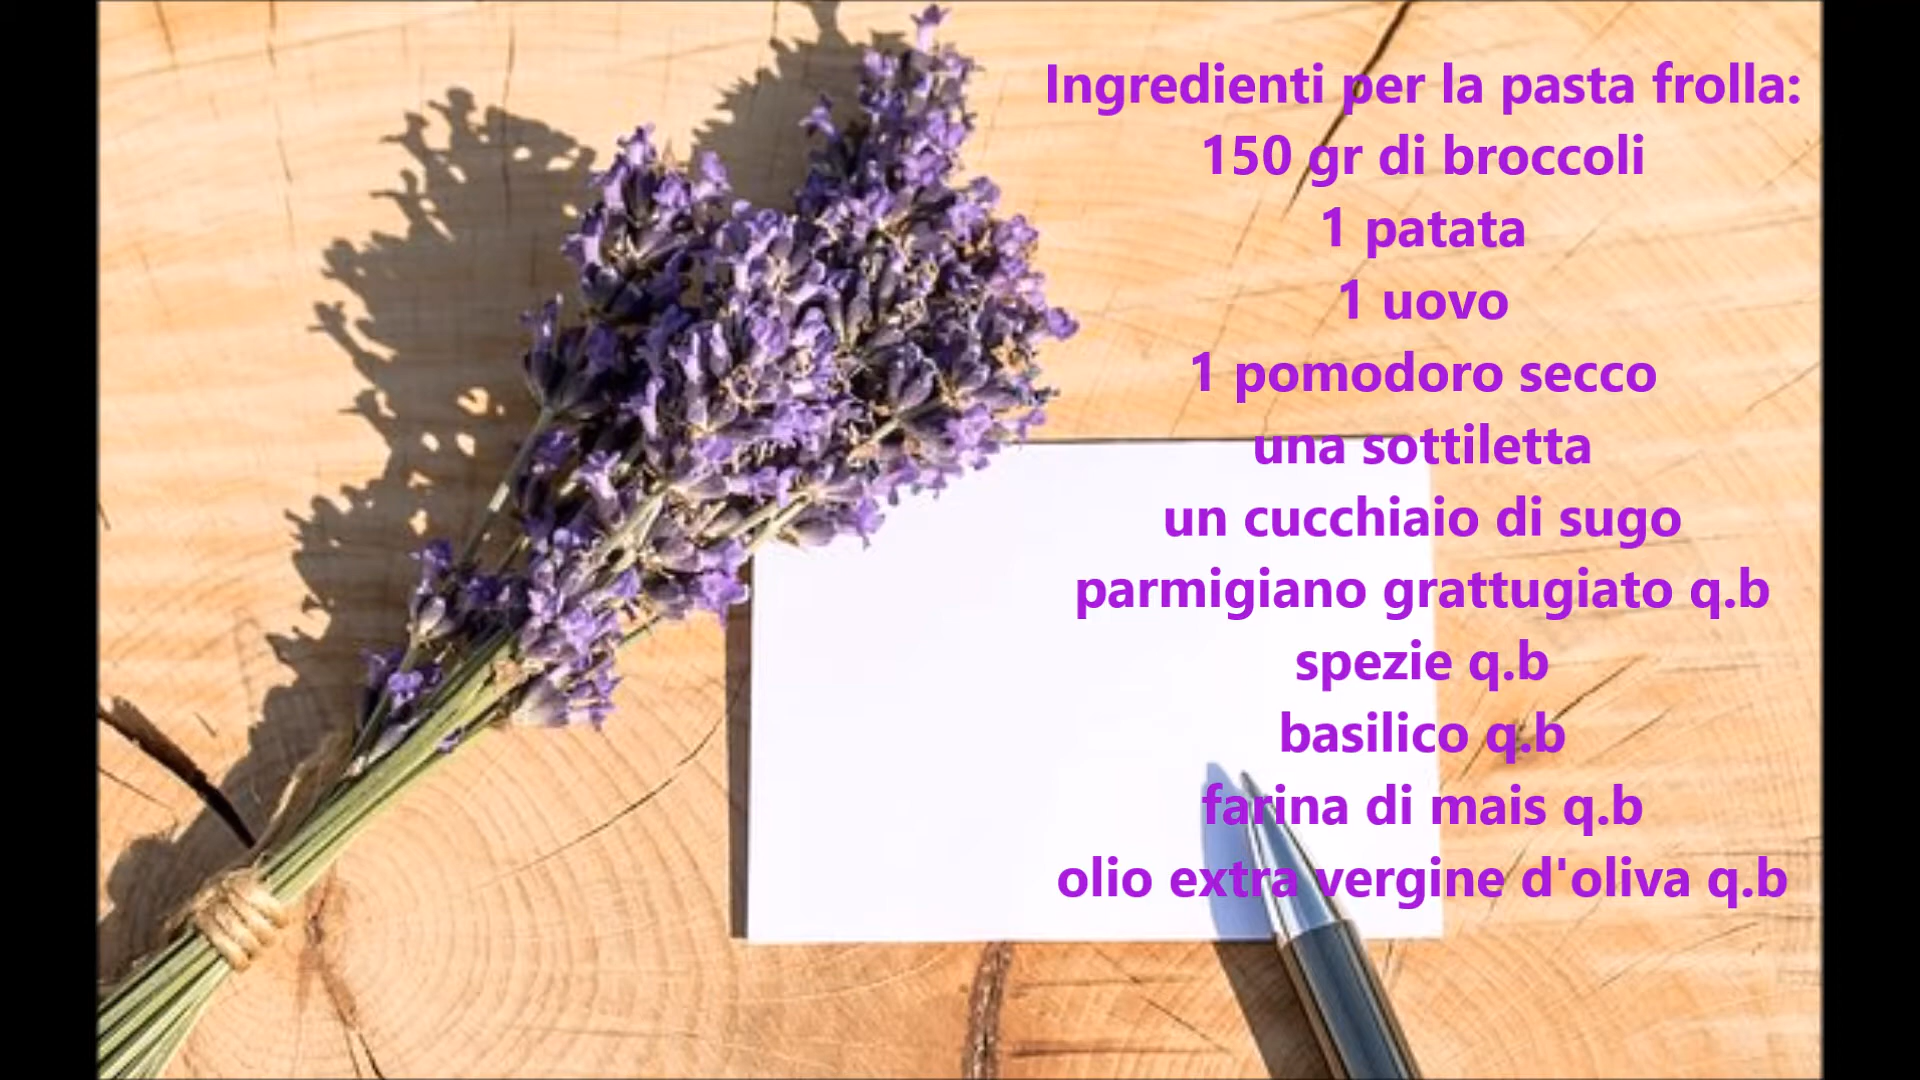 Ingredienti per la pasta frolla:
150 gr di broccoli
1 patata
1 uovo
1 pomodoro secco
una sottiletta
un cucchiaio di sugo
parmigiano grattugiato q.b
spezie q.b
basilico q.b
farina di mais q.b
olio extra vergine d'oliva q.b